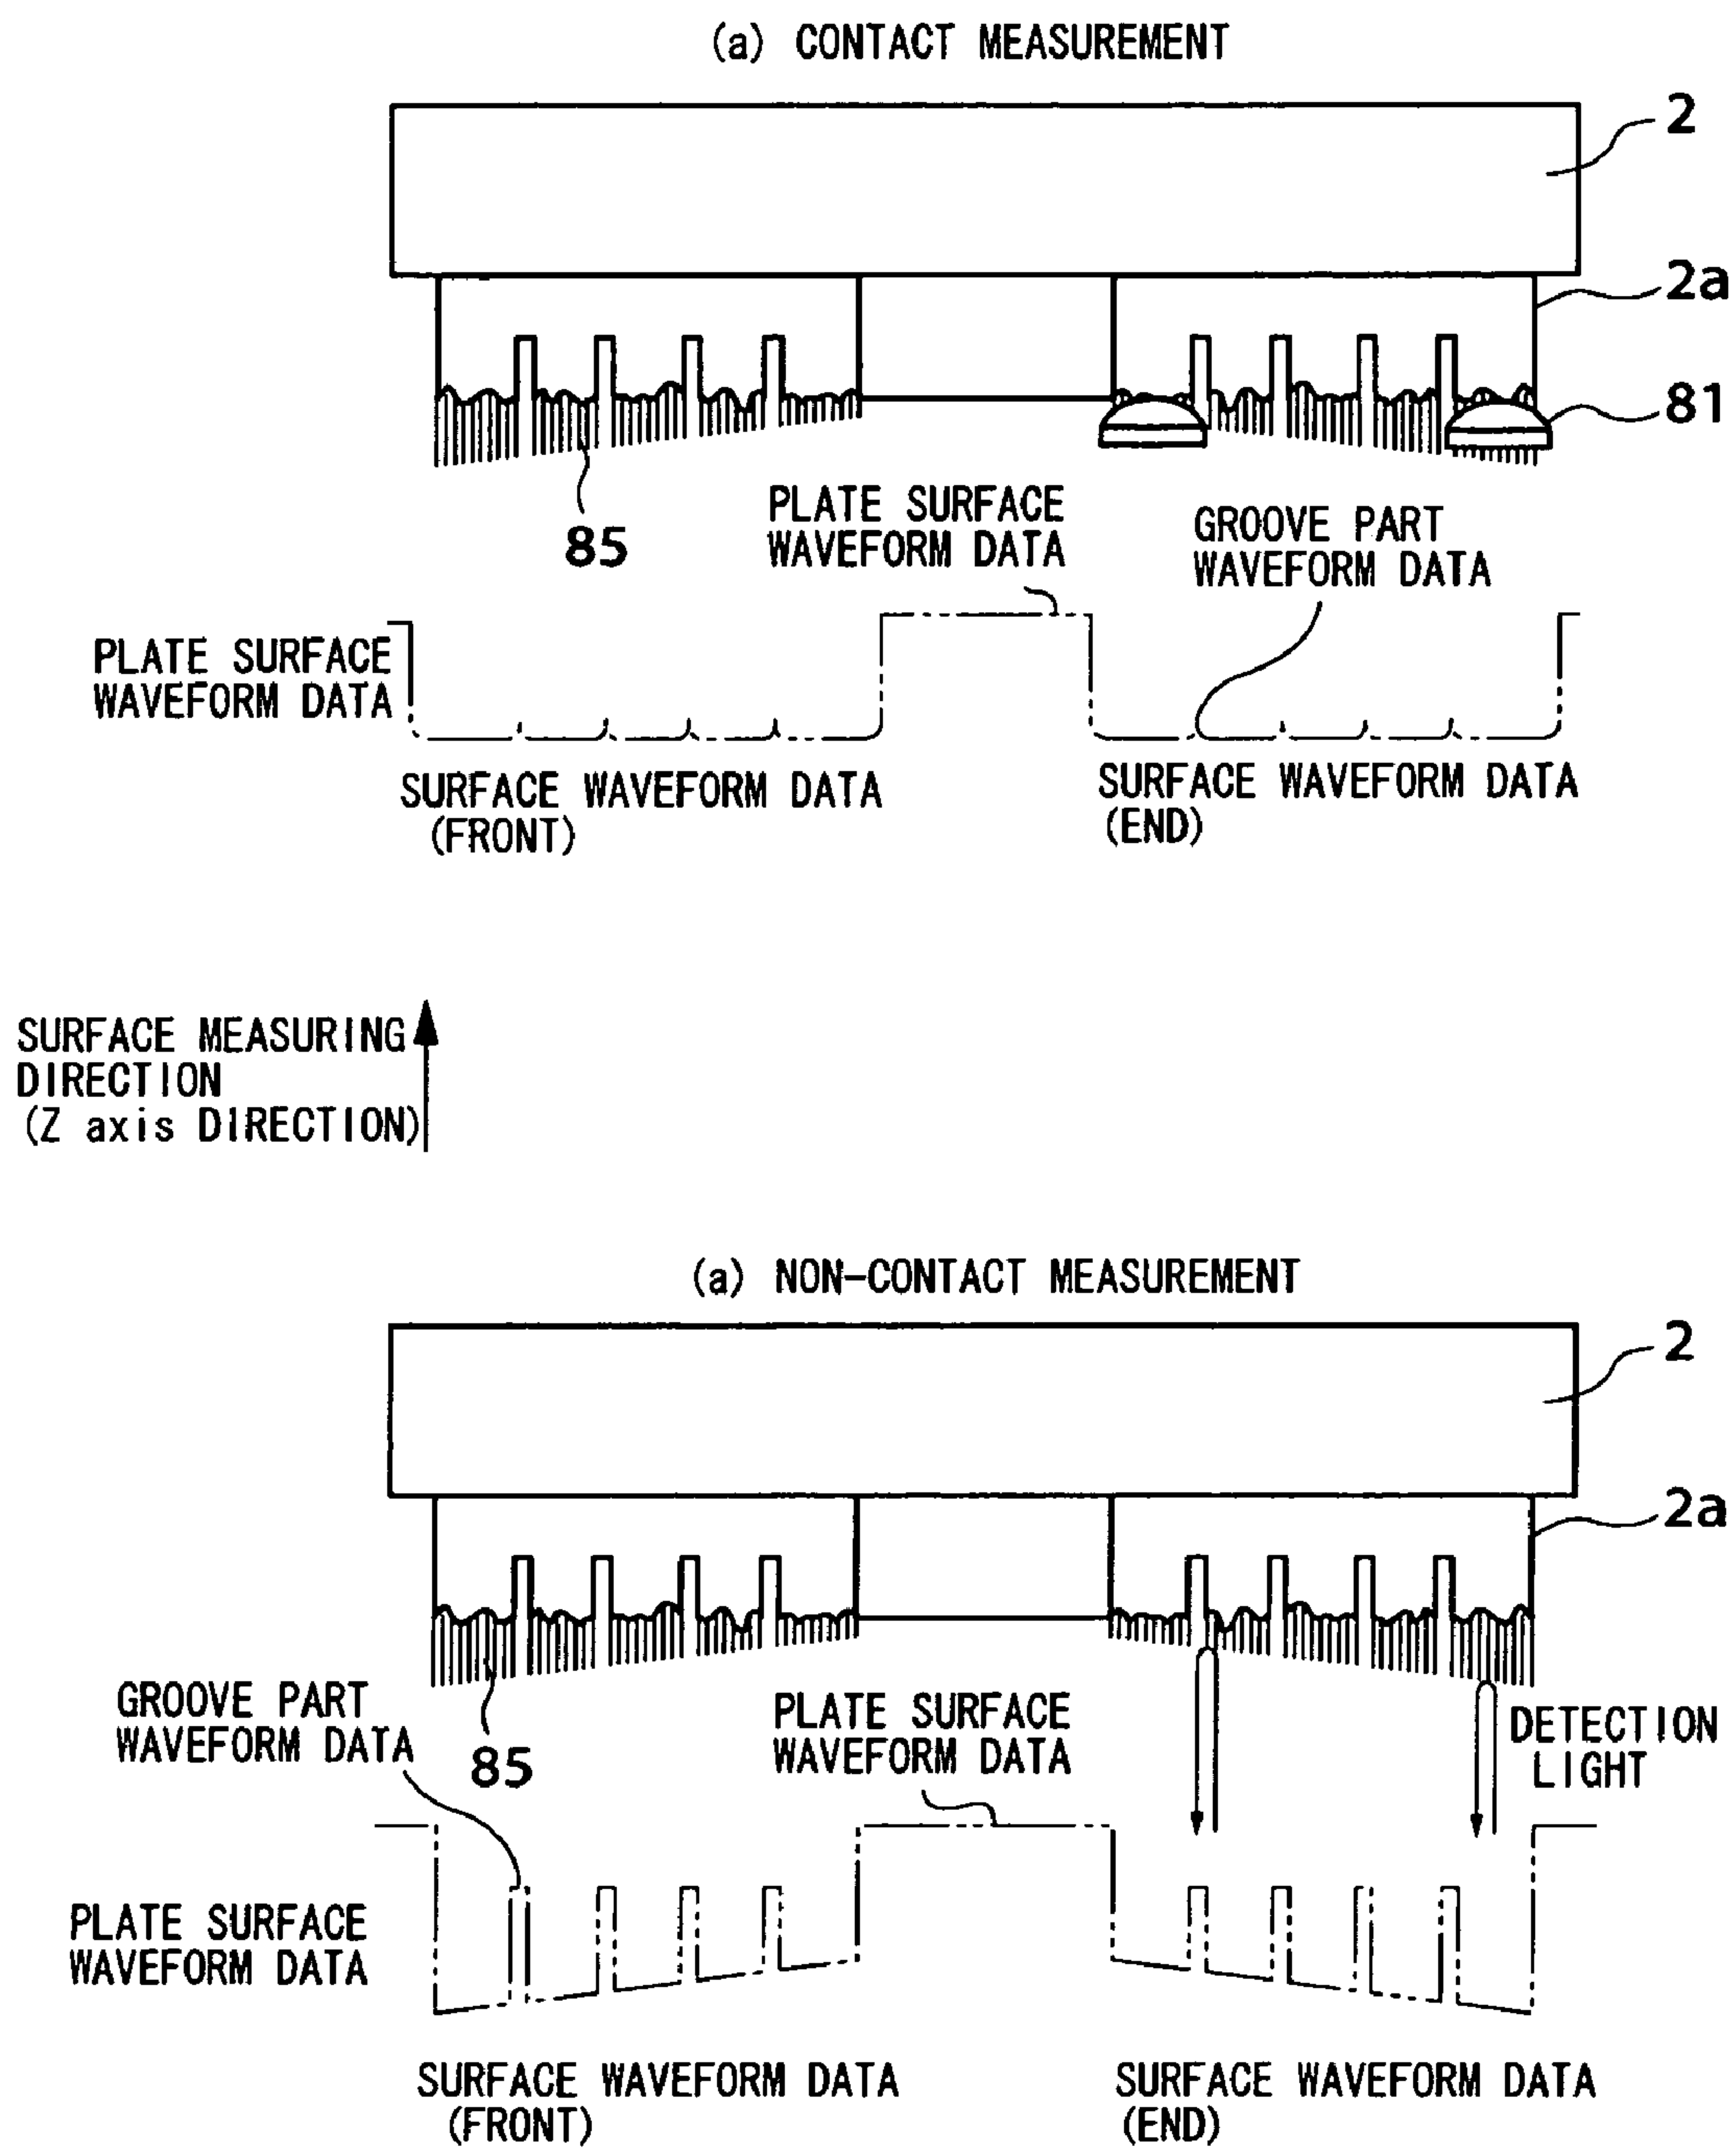 (a) CONTACT MEASUREMENT
2
2a
81
85
PLATE SURFACE
WAVEFORM DATA
GROOVE PART
WAVEFORM DATA
PLATE SURFACE
WAVEFORM DATA
SURFACE WAVEFORM DATA
(FRONT)
SURFACE WAVEFORM DATA
(END)
SURFACE MEASURING
DIRECTION
(Z axis DIRECTION)
(a) NON-CONTACT MEASUREMENT
2
2a
GROOVE PART
WAVEFORM DATA
85
PLATE SURFACE
WAVEFORM DATA
DETECTION
LIGHT
PLATE SURFACE
WAVEFORM DATA
SURFACE WAVEFORM DATA
(FRONT)
SURFACE WAVEFORM DATA
(END)